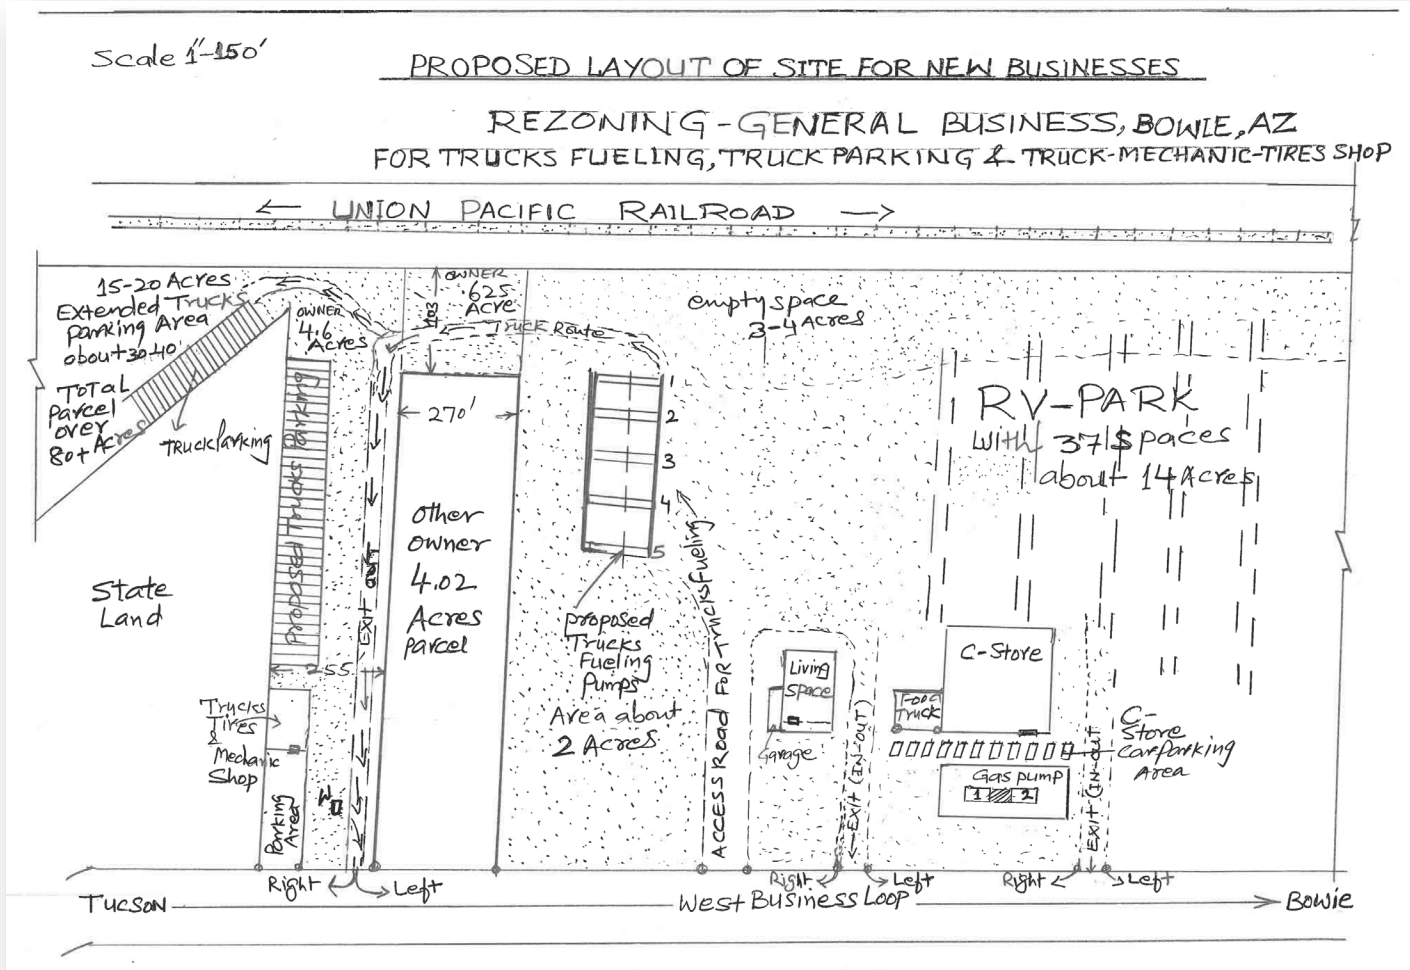 Scale 1"-150'
PROPOSED LAYOUT OF SITE FOR NEW BUSINESSES
REZONING-GENERAL BUSINESS, BOWIE, AZ
FOR TRUCKS FUELING, TRUCK PARKING & TRUCK-MECHANIC-TIRES SHOP
UNION PACIFIC RAILROAD
15-20 Acres
Extended Trucks
Parking Area
about 30-40'
TOTAL
Parcel
over
80+ Acres
TRUCK Parking
OWNER
4.6
Acres
103'
OWNER
.625
Acre
Truck Route
empty space
3-4 Acres
RV-PARK
with 37 Spaces
about 14 Acres
270'
1
2
3
4
5
PROPOSED Trucks Parking
EXIT out
other
owner
4.02
Acres
Parcel
State
Land
255
proposed
Trucks
Fueling
Pumps
Area about
2 Acres
ACCESS Road FOR Trucks fueling
Living
Space
Garage
EXIT (IN-OUT)
C-Store
Food
Truck
C-
Store
Car Parking
Area
Gas pump
1 2
EXIT (IN-OUT)
Trucks
Tires
&
Mechanic
Shop
Parking
Area
W
Right Left
Right Left
Right Left
TUCSON West Business Loop Bowie